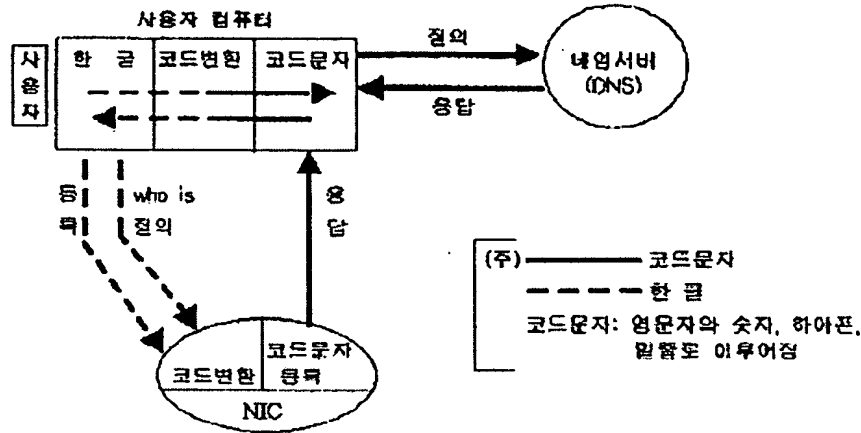 사용자 컴퓨터
사용자
한 글
코드변환
코드문자
질의
응답
네임서버
(DNS)
등록
who is
질의
응답
코드변환
코드문자
등록
NIC
(주)
코드문자
한 글
코드문자: 영문자와 숫자, 하이픈,
이루어짐